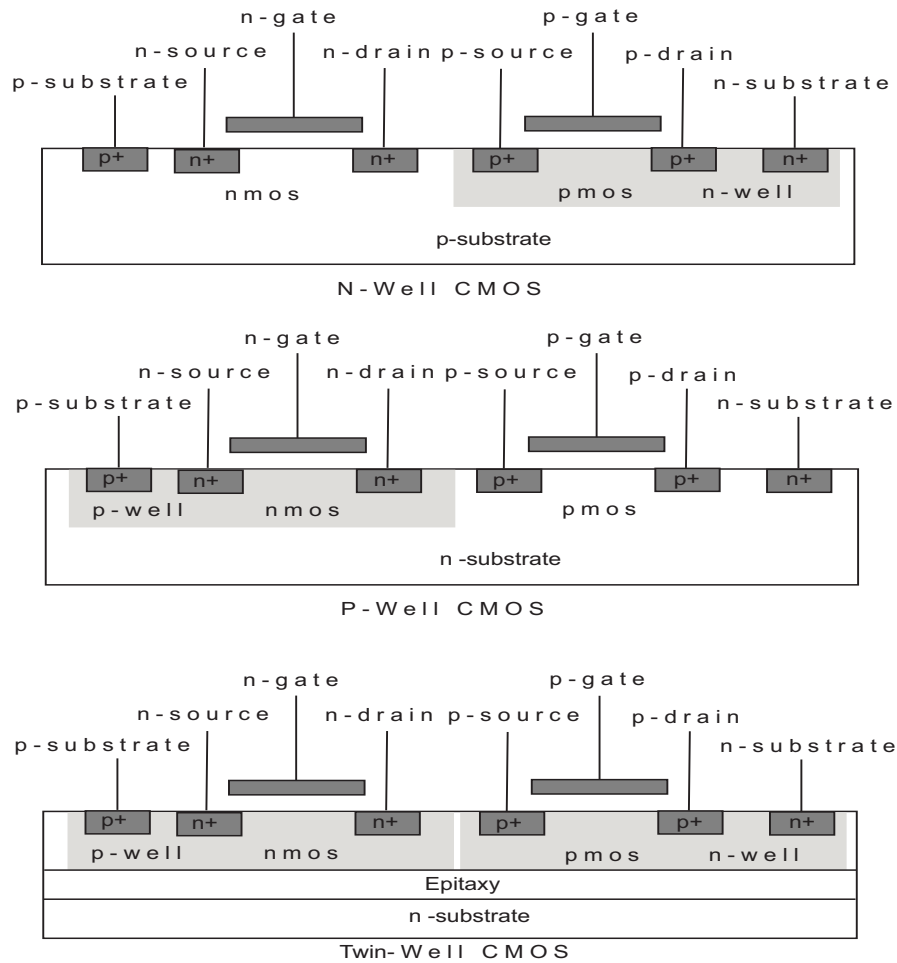 n-gate p-gate
n-source n-drain p-source p-drain
p-substrate n-substrate
p+ n+ n+ p+ p+ n+
nmos pmos n-well
p-substrate
N-Well CMOS
n-gate p-gate
n-source n-drain p-source p-drain
p-substrate n-substrate
p+ n+ n+ p+ p+ n+
p-well nmos pmos
n -substrate
P-Well CMOS
n-gate p-gate
n-source n-drain p-source p-drain
p-substrate n-substrate
p+ n+ n+ p+ p+ n+
p-well nmos pmos n-well
Epitaxy
n -substrate
Twin-Well CMOS